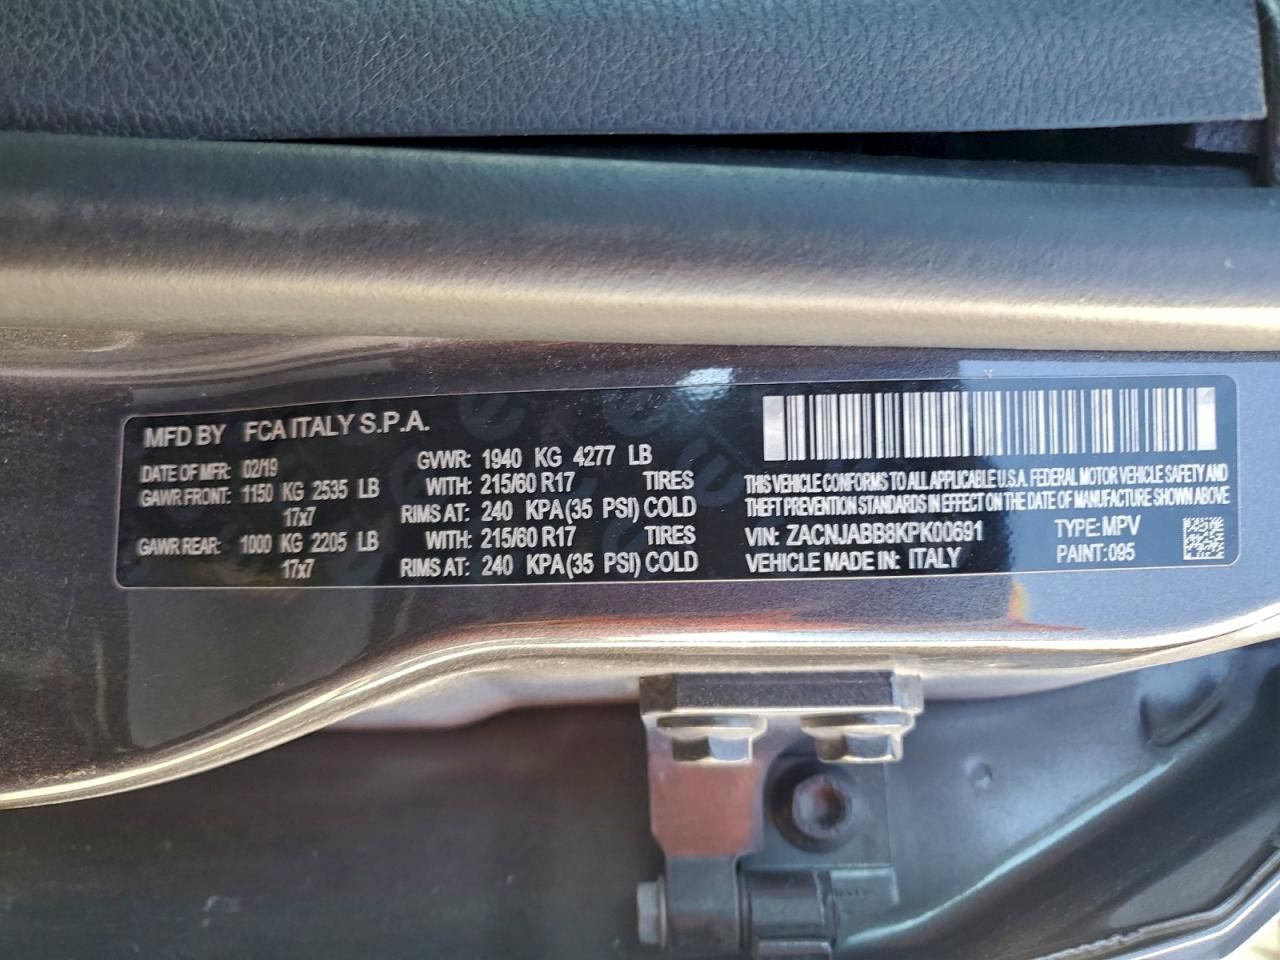 MFD BY FCA ITALY S.P.A.
DATE OF MFR: 02/19 GVWR: 1940 KG 4277 LB
GAWR FRONT: 1150 KG 2535 LB WITH: 215/60 R17 TIRES
17x7 RIMS AT: 240 KPA(35 PSI) COLD
GAWR REAR: 1000 KG 2205 LB WITH: 215/60 R17 TIRES
17x7 RIMS AT: 240 KPA(35 PSI) COLD
THIS VEHICLE CONFORMS TO ALL APPLICABLE U.S.A. FEDERAL MOTOR VEHICLE SAFETY AND
THEFT PREVENTION STANDARDS IN EFFECT ON THE DATE OF MANUFACTURE SHOWN ABOVE
VIN: ZACNJABB8KPK00691 TYPE: MPV
VEHICLE MADE IN: ITALY PAINT: 095